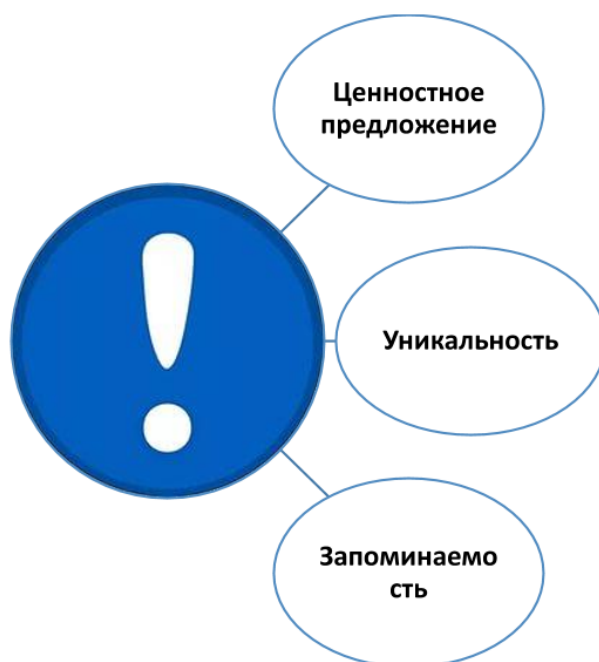 Ценностное
предложение
Уникальность
Запоминаемо
сть